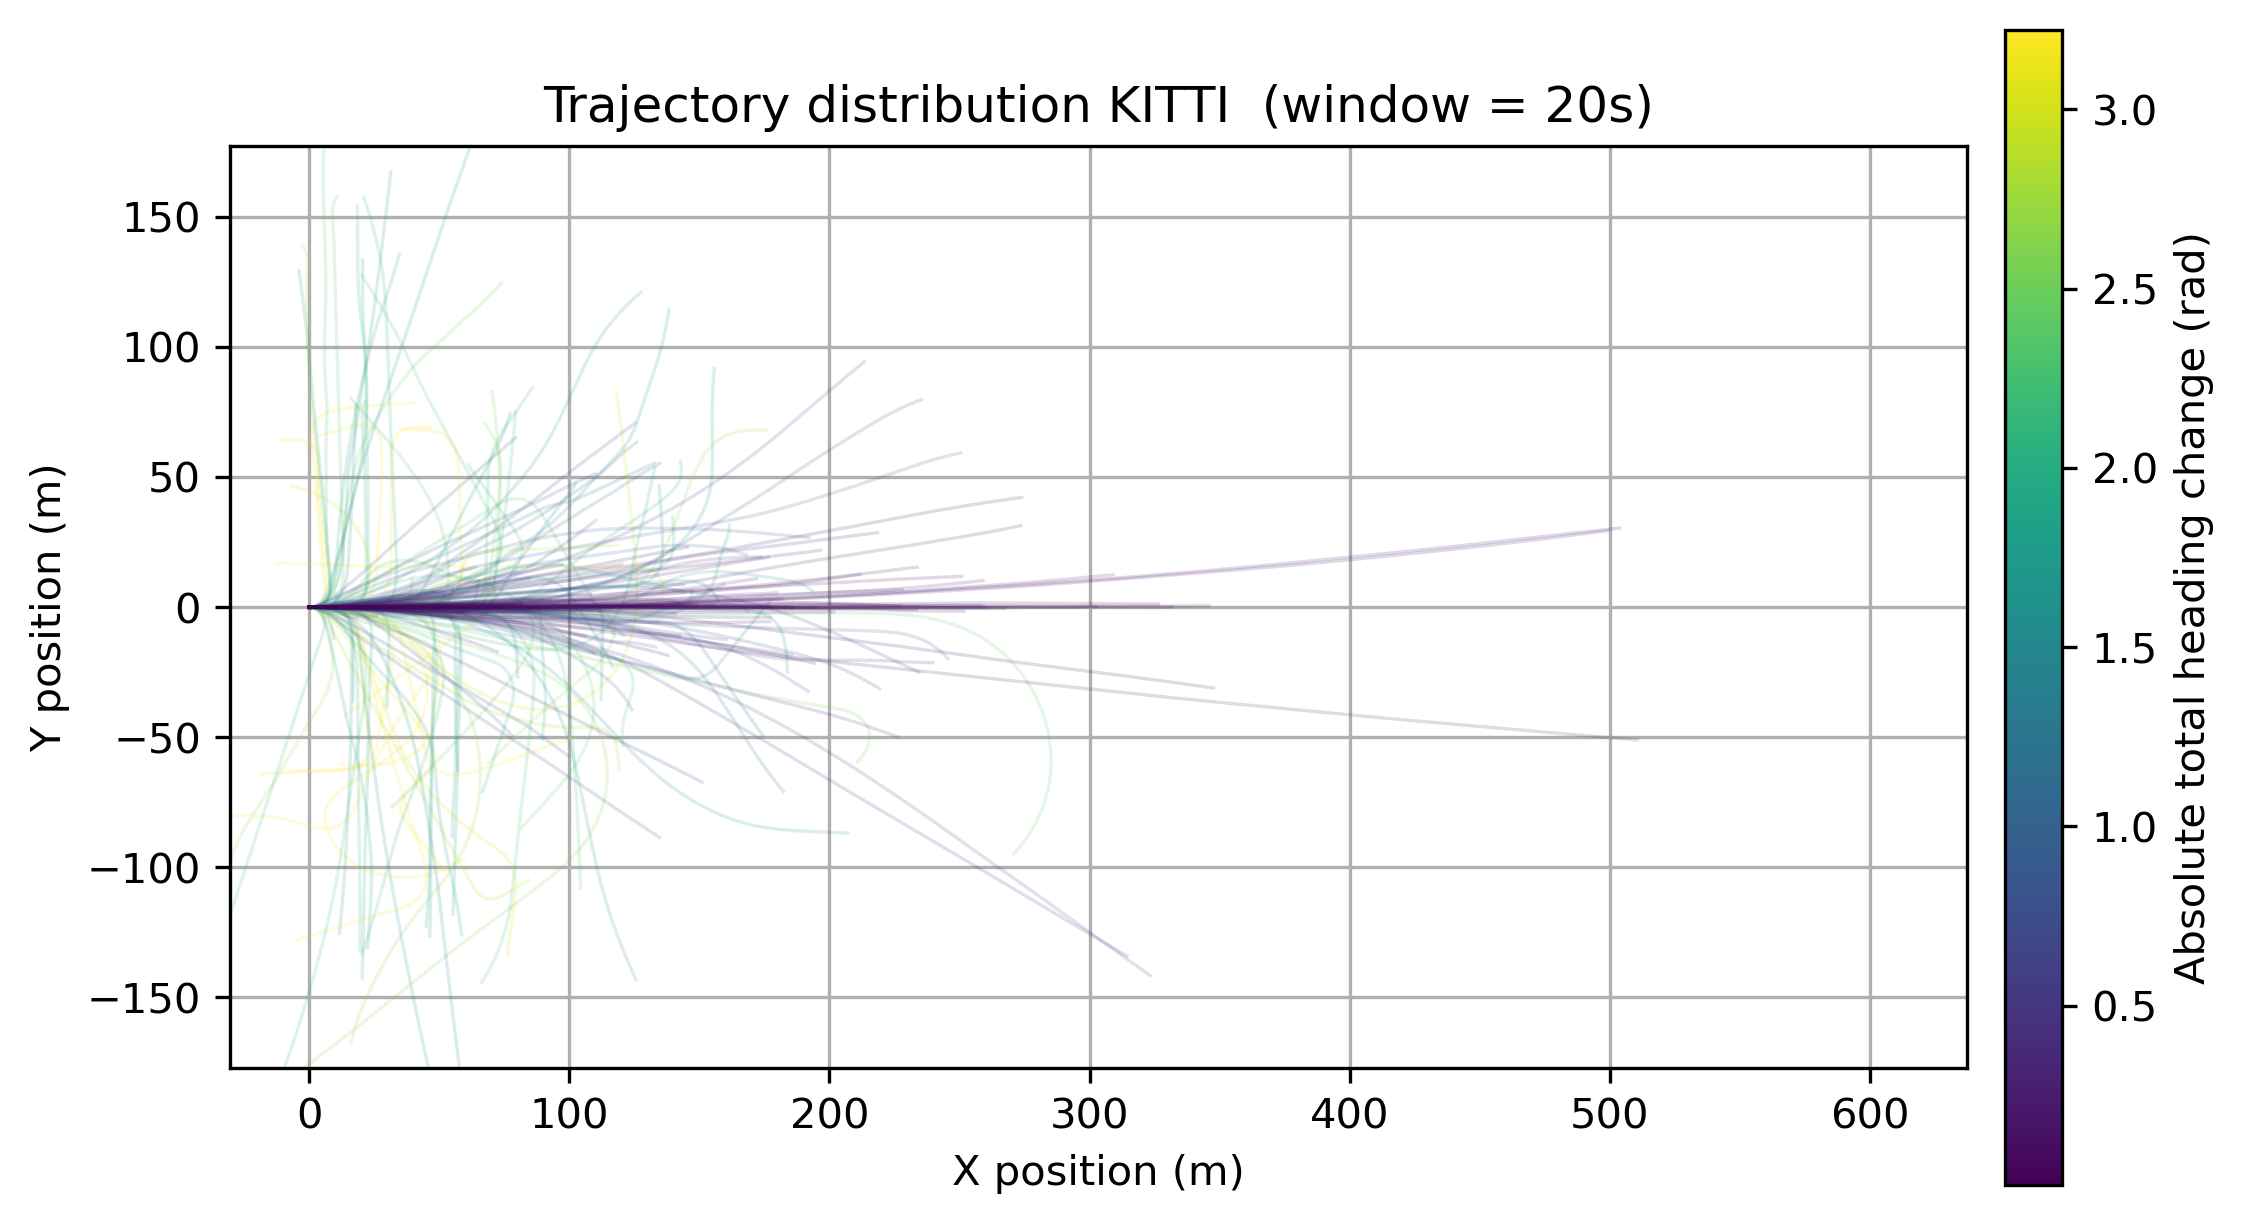 Trajectory distribution KITTI  (window = 20s)
Y position (m)
150
100
50
0
−50
−100
−150
0 100 200 300 400 500 600
X position (m)
3.0
2.5
2.0
1.5
1.0
0.5
Absolute total heading change (rad)